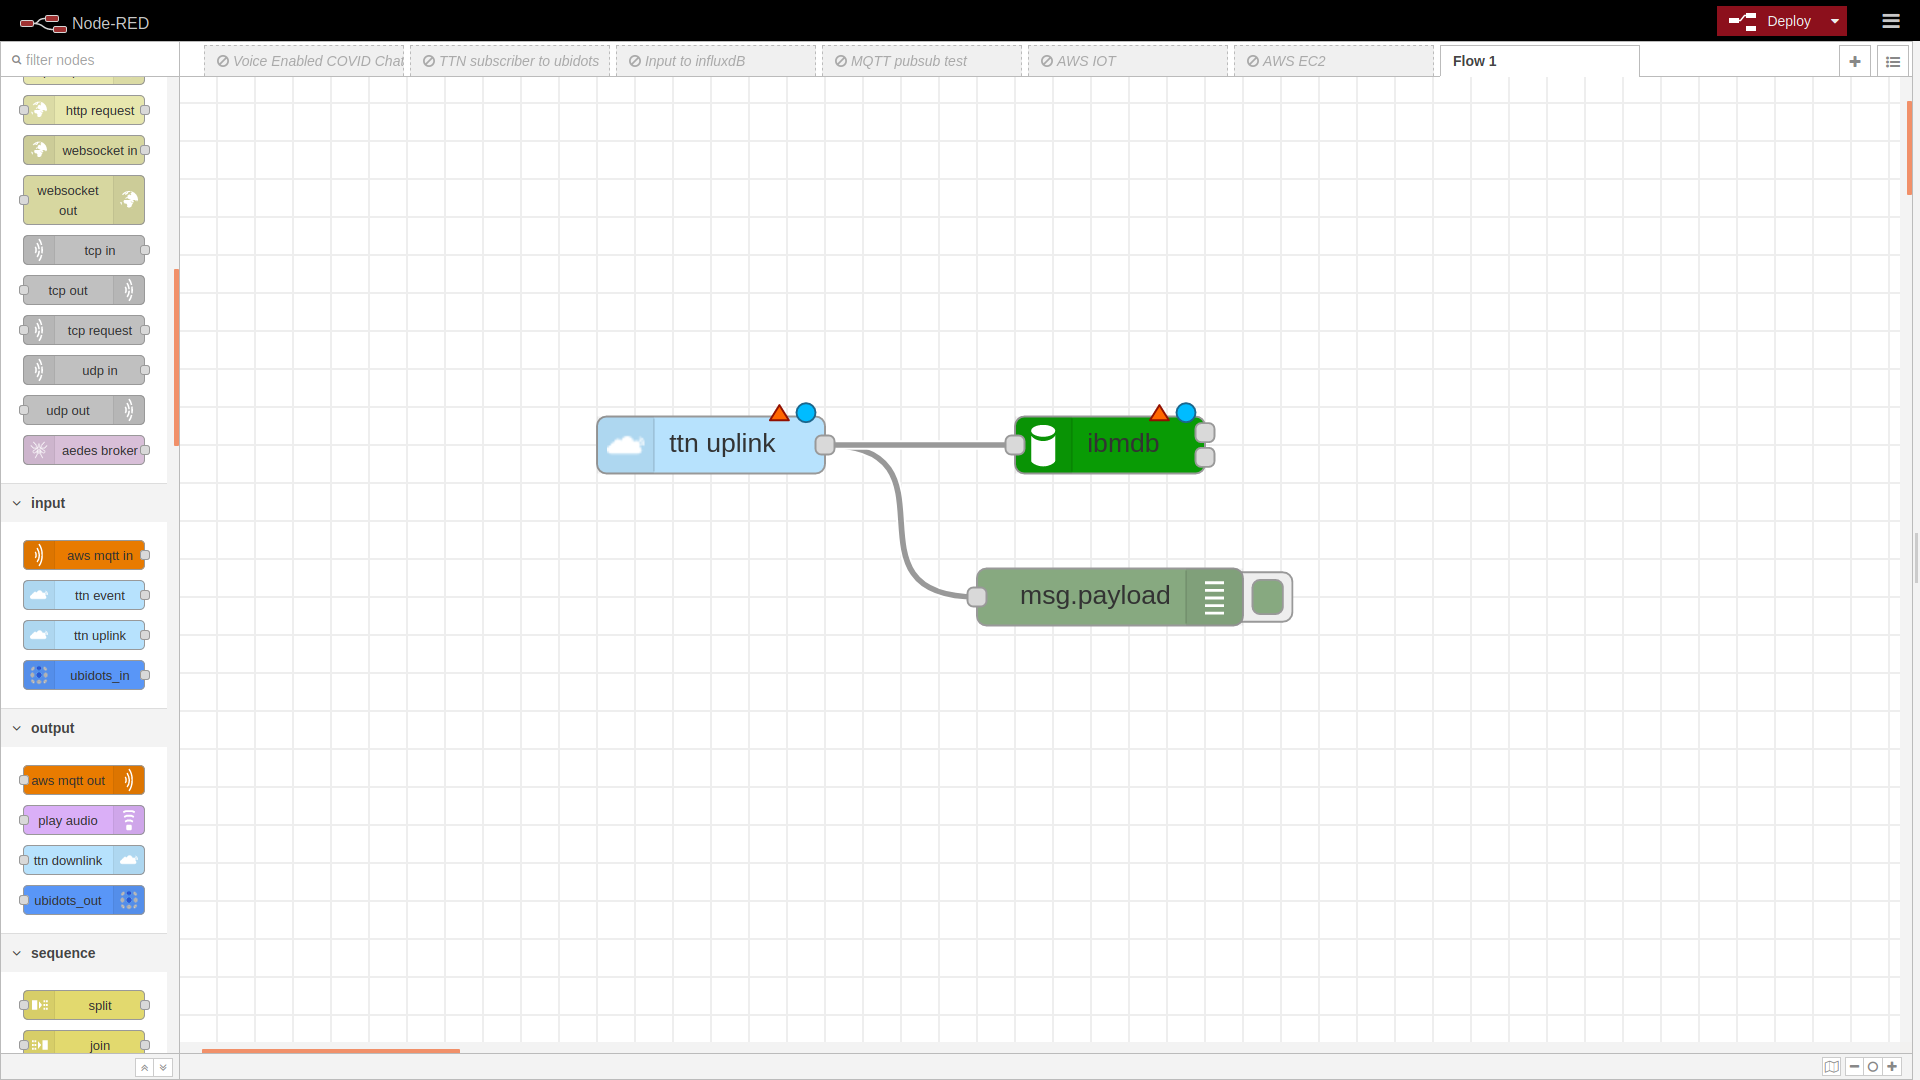 Node-RED
Deploy
filter nodes
Voice Enabled COVID Chat
TTN subscriber to ubidots
Input to influxdB
MQTT pubsub test
AWS IOT
AWS EC2
Flow 1
http request
websocket in
websocket
out
tcp in
tcp out
tcp request
udp in
udp out
aedes broker
input
aws mqtt in
ttn event
ttn uplink
ubidots_in
output
aws mqtt out
play audio
ttn downlink
ubidots_out
sequence
split
join
ttn uplink
ibmdb
msg.payload